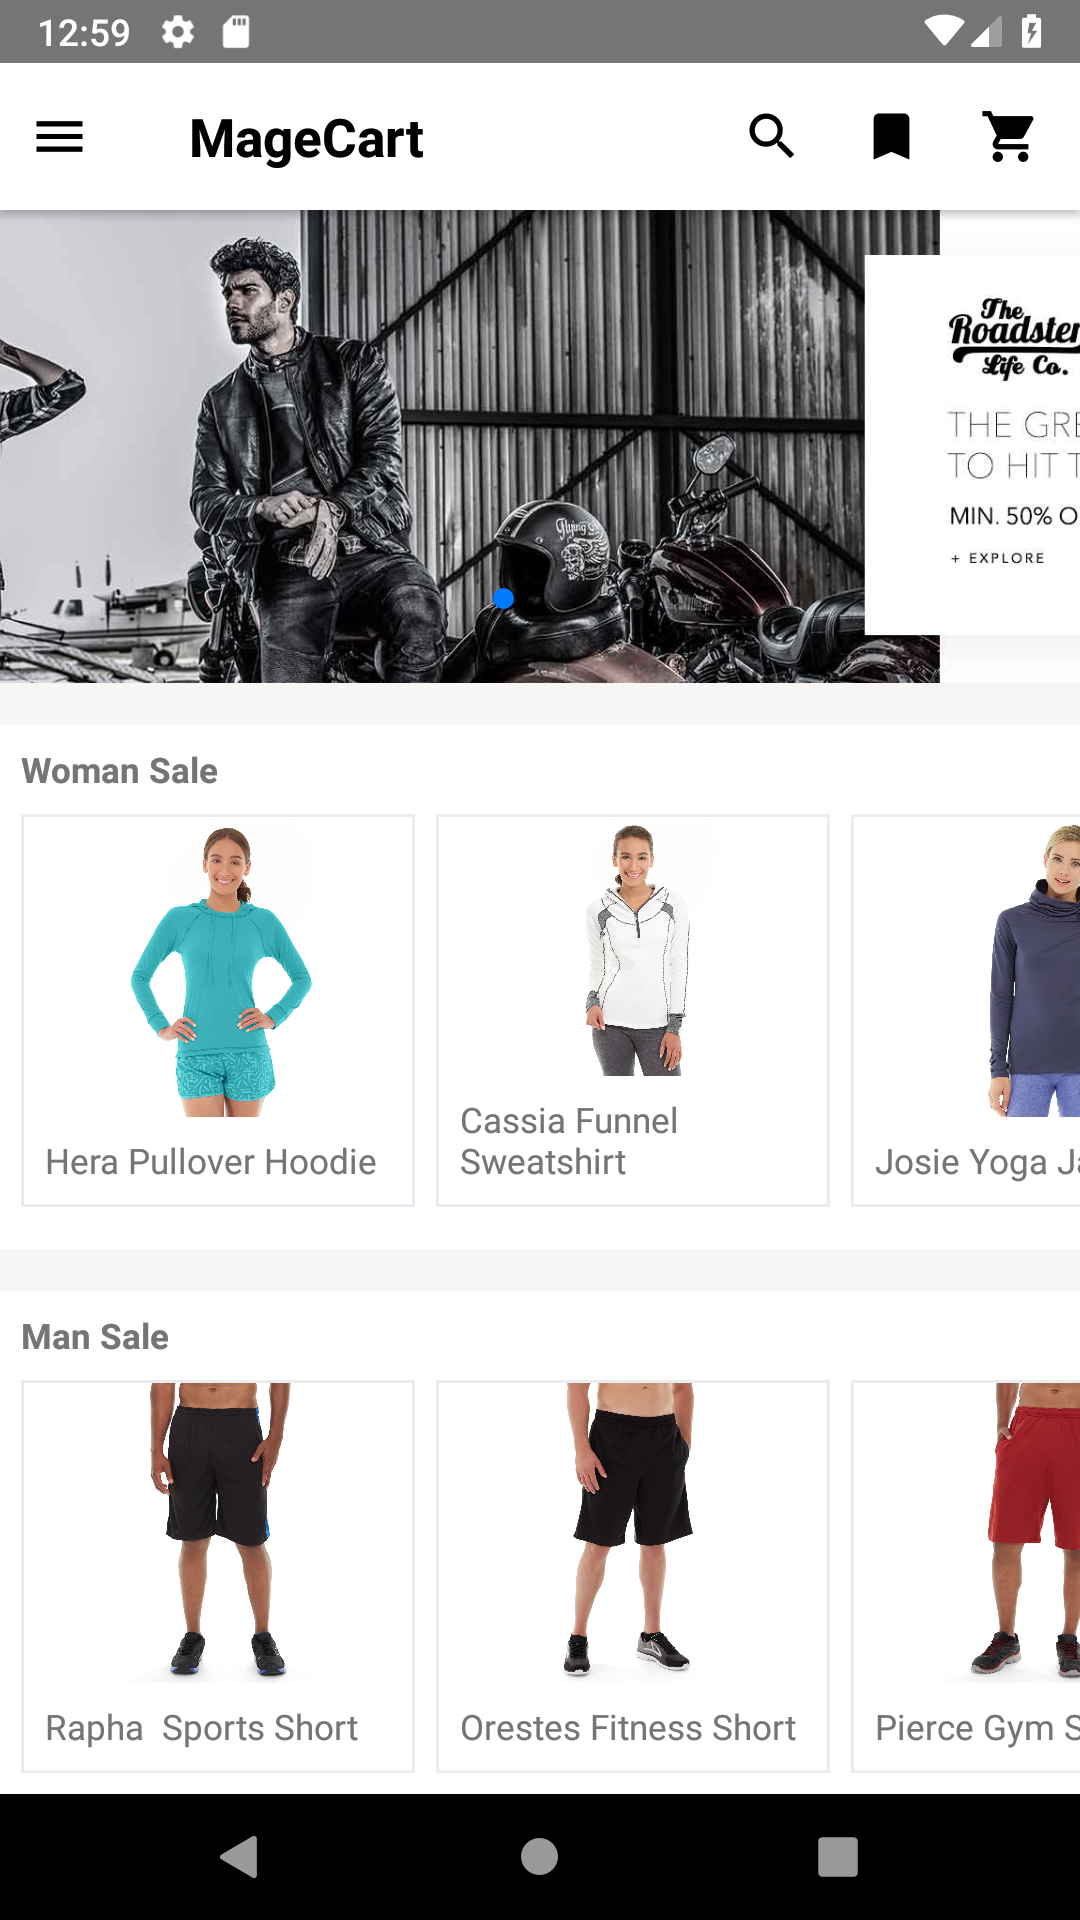 12:59
MageCart
The
Roadster
Life Co.
THE GRE
TO HIT T
MIN. 50% O
+ EXPLORE
Flying
Woman Sale
Hera Pullover Hoodie
Cassia Funnel
Sweatshirt
Josie Yoga Ja
Man Sale
Rapha  Sports Short
Orestes Fitness Short
Pierce Gym S